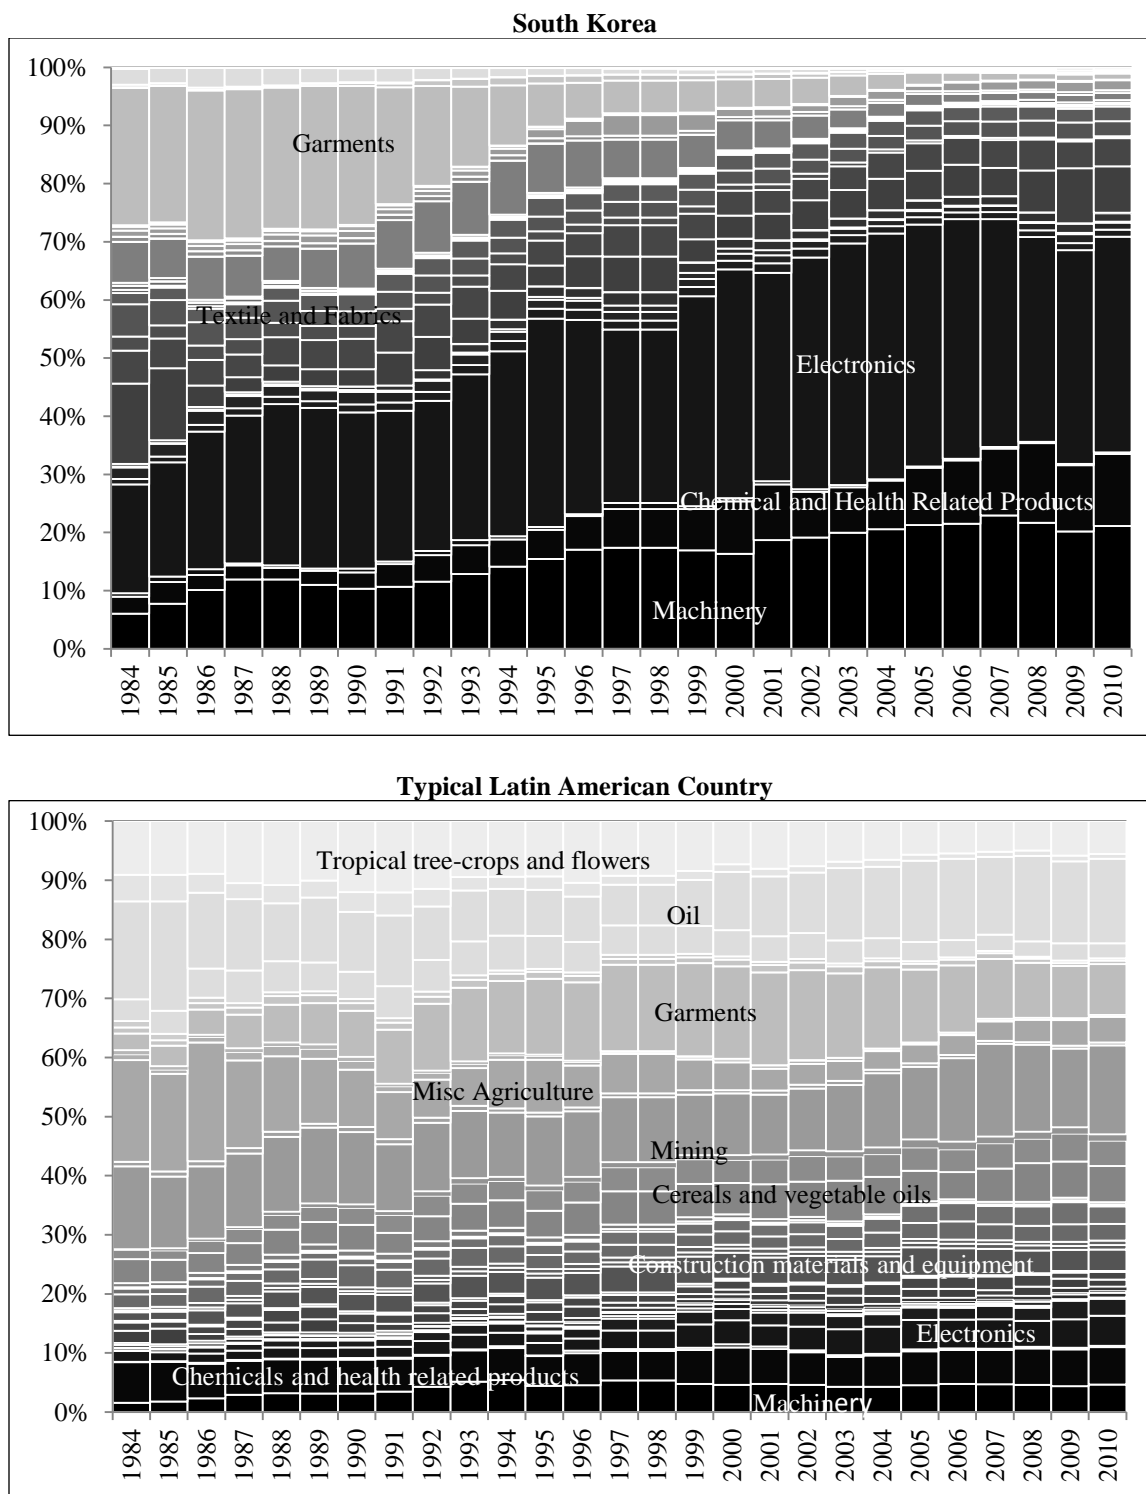 South Korea
100%
90%
80%
70%
60%
50%
40%
30%
20%
10%
0%
Garments
Textile and Fabrics
Electronics
Chemical and Health Related Products
Machinery
1984 1985 1986 1987 1988 1989 1990 1991 1992 1993 1994 1995 1996 1997 1998 1999 2000 2001 2002 2003 2004 2005 2006 2007 2008 2009 2010
Typical Latin American Country
100%
90%
80%
70%
60%
50%
40%
30%
20%
10%
0%
Tropical tree-crops and flowers
Oil
Garments
Misc Agriculture
Mining
Cereals and vegetable oils
Construction materials and equipment
Electronics
Chemicals and health related products
Machinery
1984 1985 1986 1987 1988 1989 1990 1991 1992 1993 1994 1995 1996 1997 1998 1999 2000 2001 2002 2003 2004 2005 2006 2007 2008 2009 2010